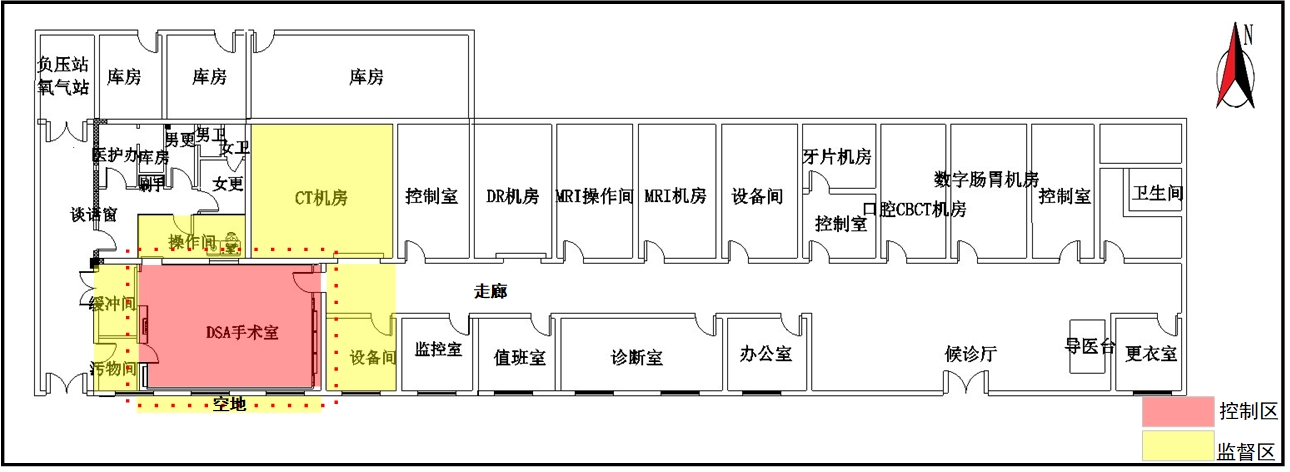 N
负压站
氧气站
库房
库房
库房
医护办
库房
男更
男卫
女卫
刷手
女更
谈话窗
操作间
CT机房
控制室
DR机房
MRI操作间
MRI机房
设备间
牙片机房
控制室
口腔CBCT机房
数字肠胃机房
控制室
卫生间
缓冲间
污物间
DSA手术室
走廊
设备间
监控室
值班室
诊断室
办公室
候诊厅
导医台
更衣室
空地
控制区
监督区